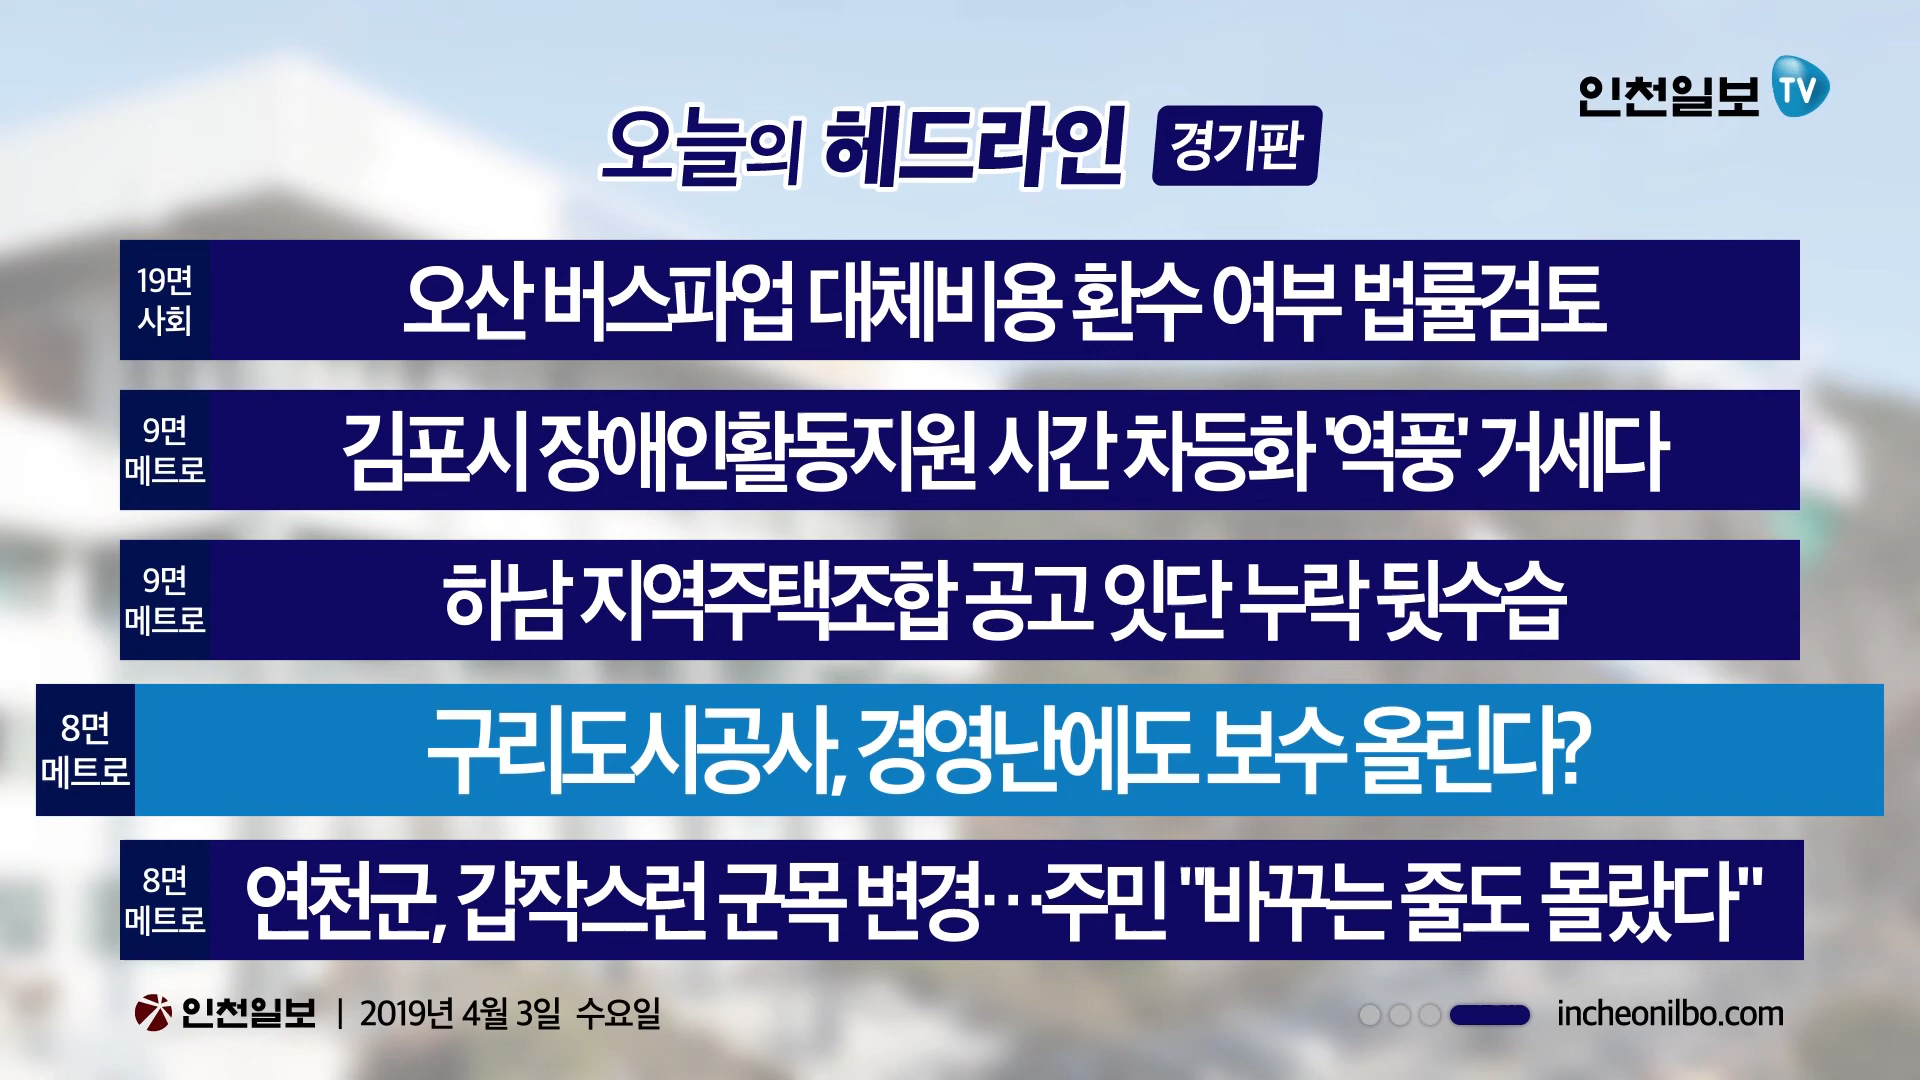 인천일보 TV
오늘의 헤드라인 경기판
19면
사회
오산 버스파업 대체비용 환수 여부 법률검토
9면
메트로
김포시 장애인활동지원 시간 차등화 '역풍' 거세다
9면
메트로
하남 지역주택조합 공고 잇단 누락 뒷수습
8면
메트로
구리도시공사, 경영난에도 보수 올린다?
8면
메트로
연천군, 갑작스런 군목 변경…주민 "바꾸는 줄도 몰랐다"
인천일보 | 2019년 4월 3일 수요일
incheonilbo.com